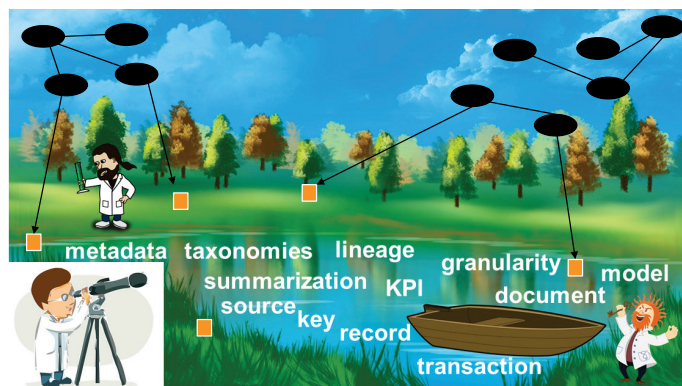 metadata
taxonomies
lineage
granularity
model
summarization
KPI
document
source
key
record
transaction